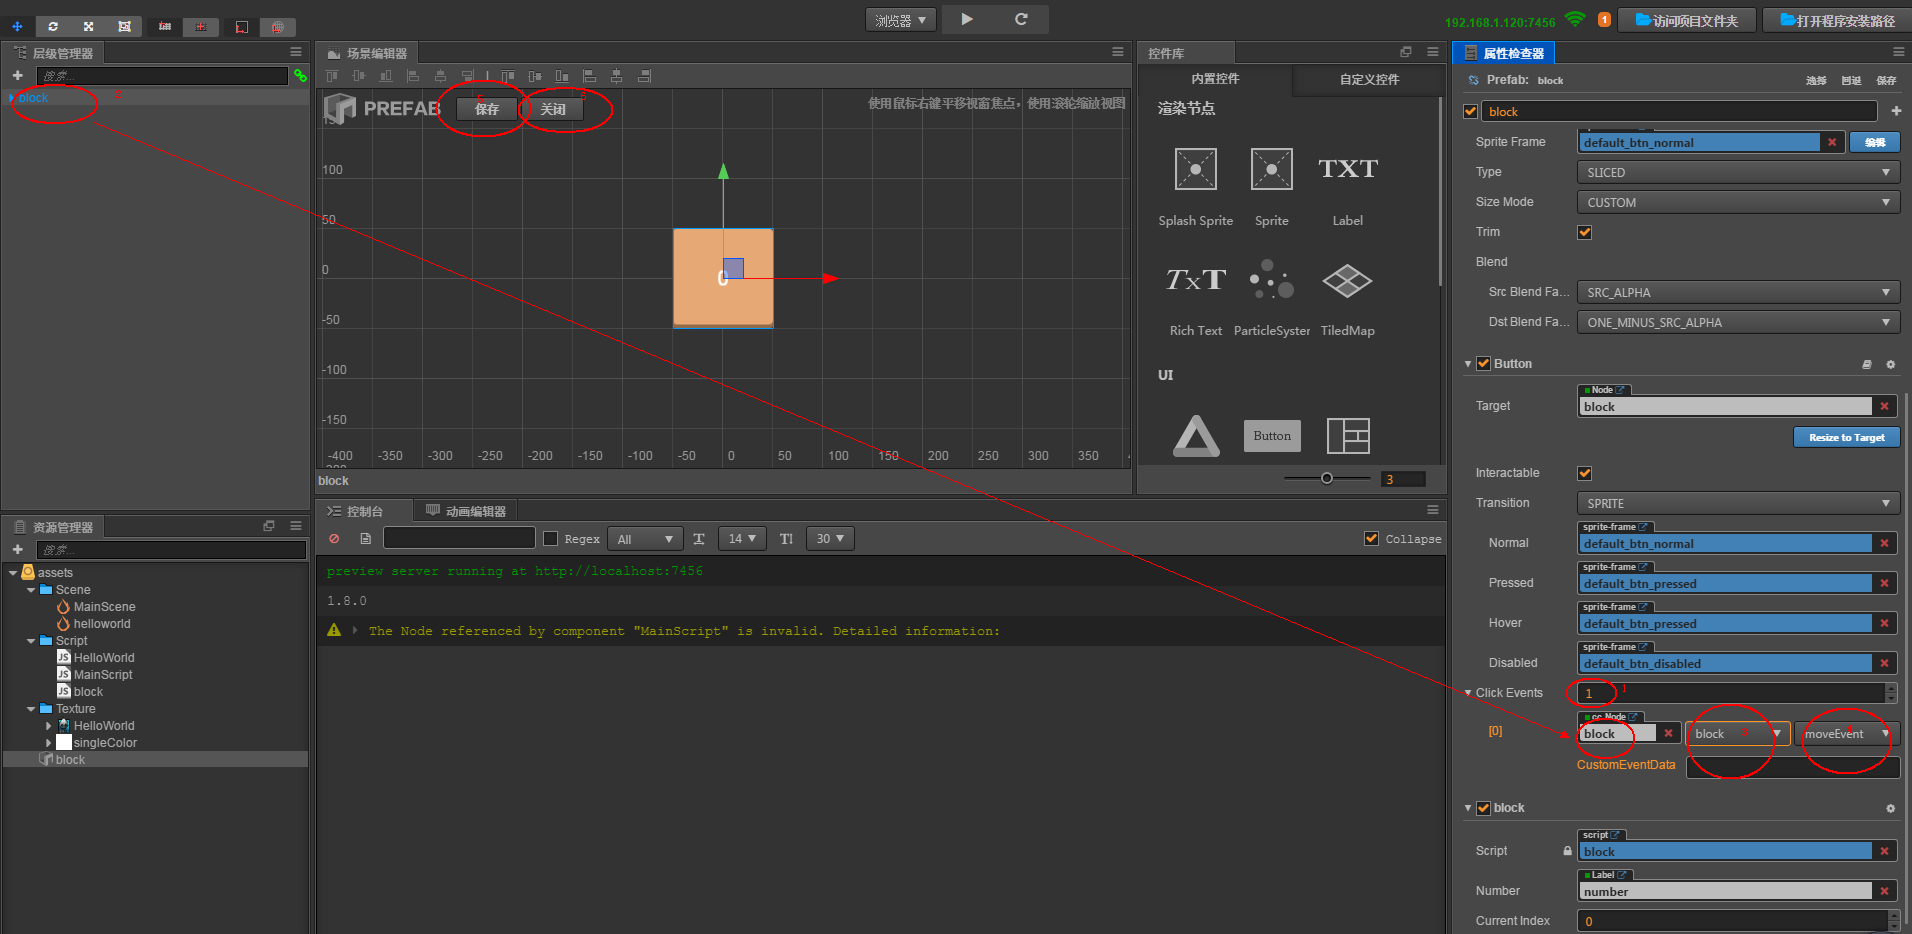 浏览器
192.168.1.120:7456
1
访问项目文件夹
打开程序安装路径
层级管理器
搜索...
block
2
场景编辑器
PREFAB
保存
关闭
使用鼠标右键平移视窗焦点，使用滚轮缩放视图
100
50
0
-50
-100
-150
-400 -350 -300 -250 -200 -150 -100 -50 0 50 100 150 200 250 300 350
0
block
控件库
内置控件
自定义控件
渲染节点
TXT
Splash Sprite
Sprite
Label
TxT
Rich Text
ParticleSyster
TiledMap
UI
Button
3
属性检查器
Prefab: block
选择 回退 保存
block
Sprite Frame
default_btn_normal
编辑
Type
SLICED
Size Mode
CUSTOM
Trim
Blend
Src Blend Fa...
SRC_ALPHA
Dst Blend Fa...
ONE_MINUS_SRC_ALPHA
Button
Node
Target
block
Resize to Target
Interactable
Transition
SPRITE
sprite-frame
Normal
default_btn_normal
sprite-frame
Pressed
default_btn_pressed
sprite-frame
Hover
default_btn_pressed
sprite-frame
Disabled
default_btn_disabled
Click Events
1
1
cc.Node
[0]
block
block
moveEvent
CustomEventData
block
script
Script
block
Label
Number
number
Current Index
0
资源管理器
搜索...
assets
Scene
MainScene
helloworld
Script
JS HelloWorld
JS MainScript
JS block
Texture
HelloWorld
singleColor
block
控制台
动画编辑器
Regex
All
14
30
Collapse
preview server running at http://localhost:7456
1.8.0
The Node referenced by component "MainScript" is invalid. Detailed information: